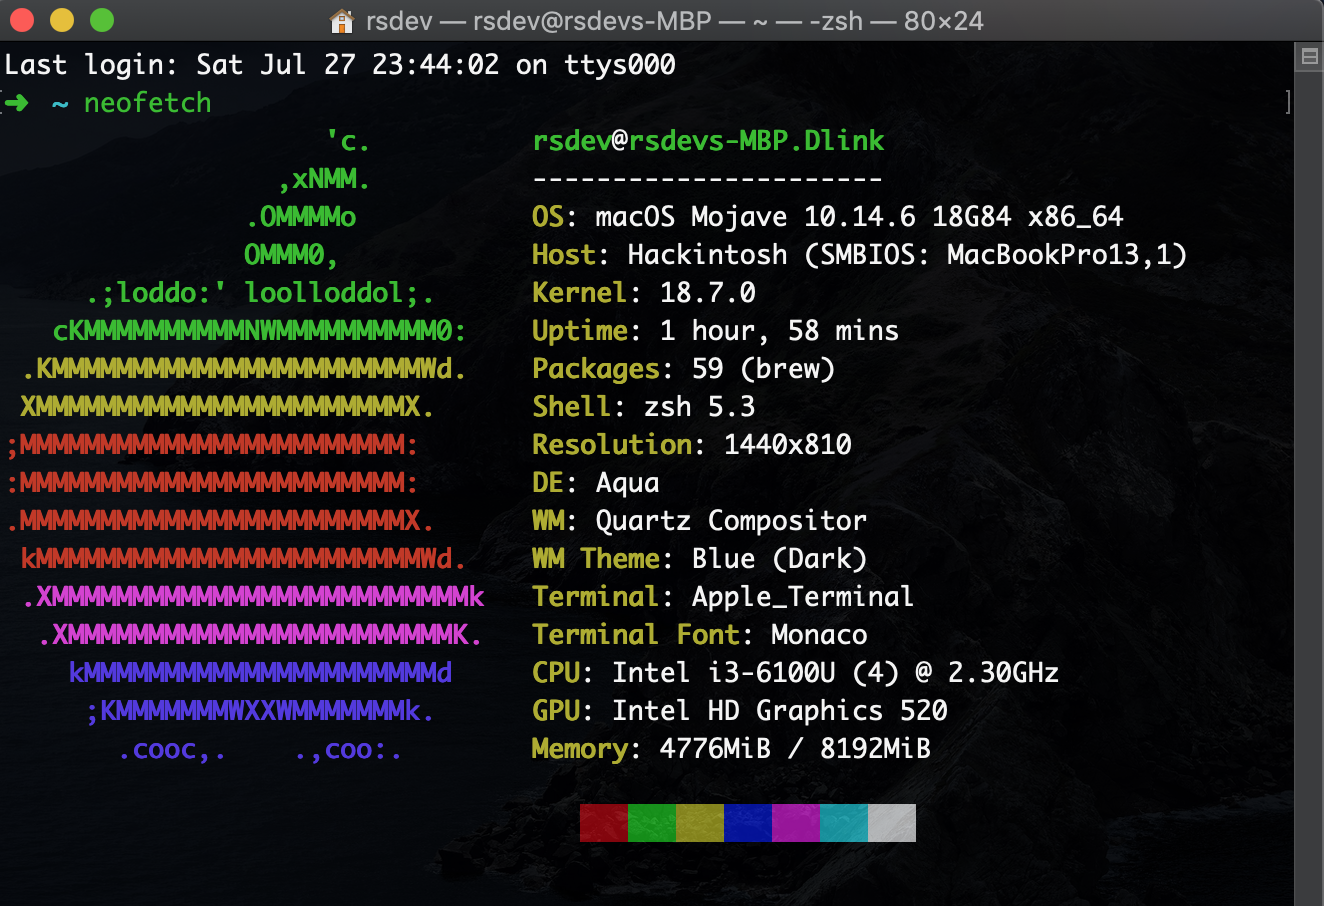 rsdev — rsdev@rsdevs-MBP — ~ — -zsh — 80×24
Last login: Sat Jul 27 23:44:02 on ttys000
[➜  ~ neofetch ]
                    'c.          rsdev@rsdevs-MBP.Dlink
                 ,xNMM.          ----------------------
               .OMMMMo           OS: macOS Mojave 10.14.6 18G84 x86_64
               OMMM0,            Host: Hackintosh (SMBIOS: MacBookPro13,1)
     .;loddo:' loolloddol;.      Kernel: 18.7.0
   cKMMMMMMMMMMNWMMMMMMMMMM0:    Uptime: 1 hour, 58 mins
 .KMMMMMMMMMMMMMMMMMMMMMMMWd.    Packages: 59 (brew)
 XMMMMMMMMMMMMMMMMMMMMMMMX.      Shell: zsh 5.3
;MMMMMMMMMMMMMMMMMMMMMMMM:       Resolution: 1440x810
:MMMMMMMMMMMMMMMMMMMMMMMM:       DE: Aqua
.MMMMMMMMMMMMMMMMMMMMMMMMX.      WM: Quartz Compositor
 kMMMMMMMMMMMMMMMMMMMMMMMMWd.    WM Theme: Blue (Dark)
 .XMMMMMMMMMMMMMMMMMMMMMMMMMMk   Terminal: Apple_Terminal
  .XMMMMMMMMMMMMMMMMMMMMMMMMK.   Terminal Font: Monaco
    kMMMMMMMMMMMMMMMMMMMMMMd     CPU: Intel i3-6100U (4) @ 2.30GHz
     ;KMMMMMMMWXXWMMMMMMMk.      GPU: Intel HD Graphics 520
       .cooc,.    .,coo:.        Memory: 4776MiB / 8192MiB